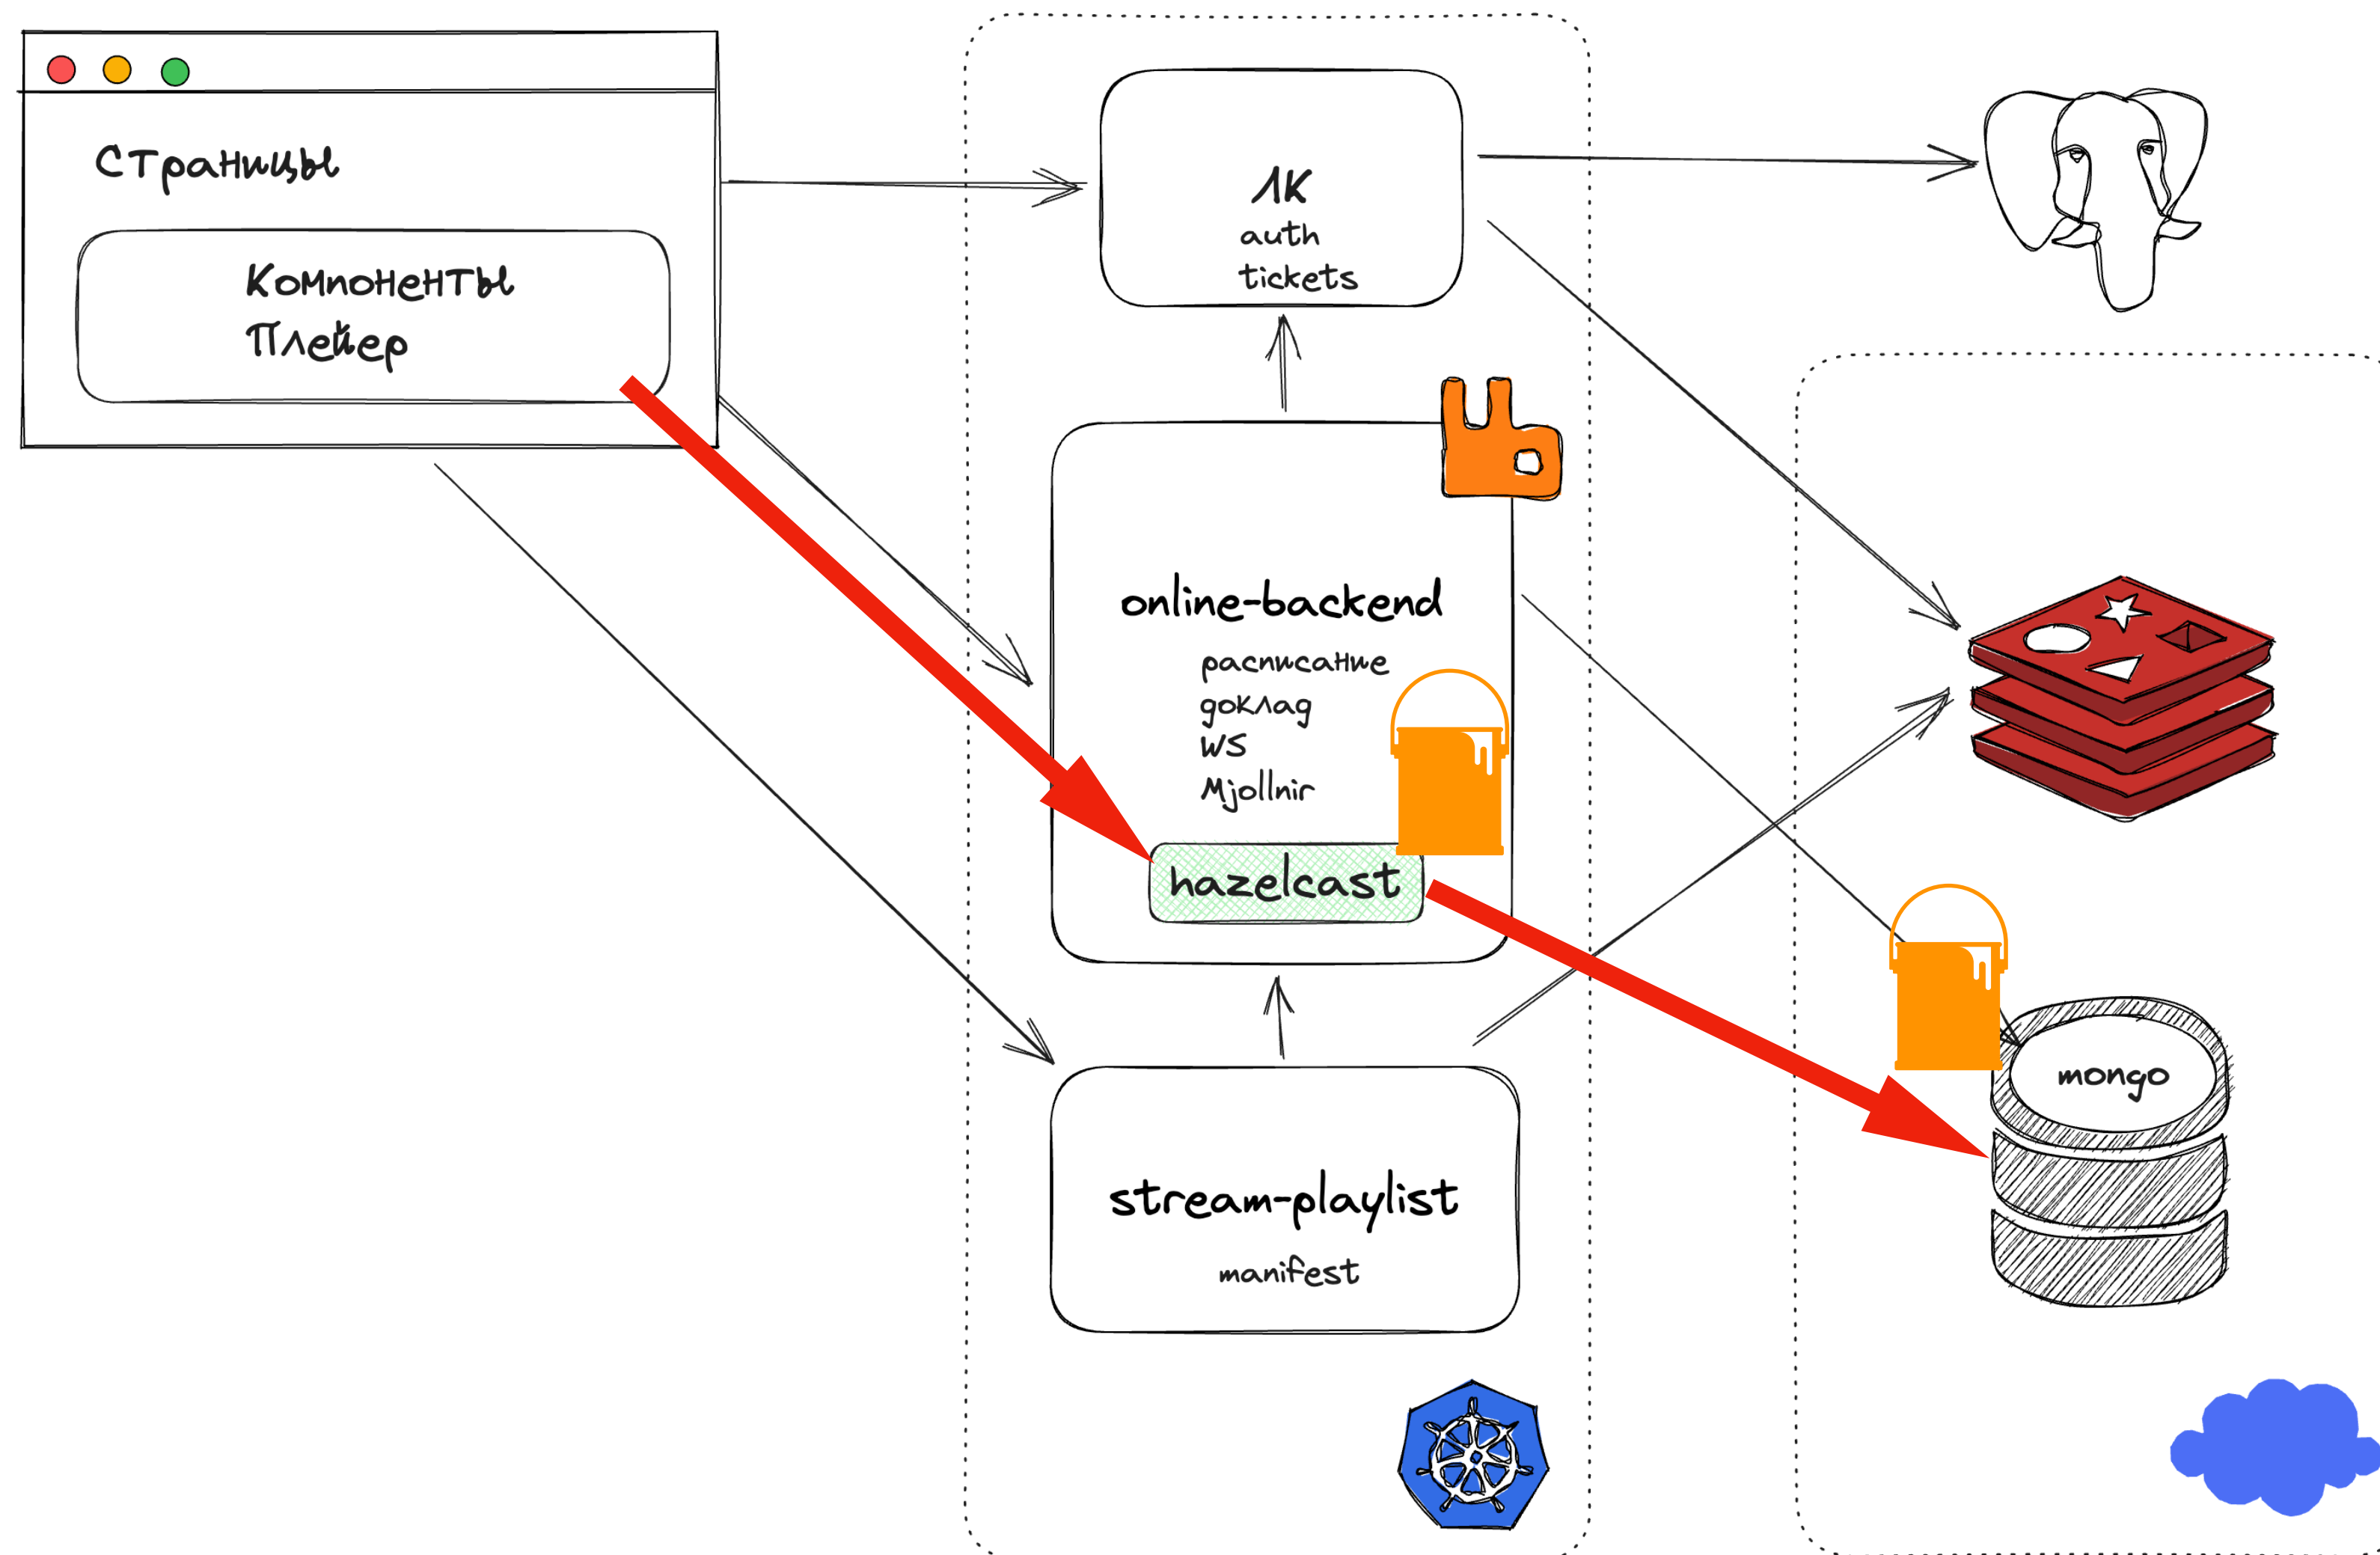 Страницы
Компоненты
Плейер
ЛК
auth
tickets
online-backend
расписание
доклад
WS
Mjollnir
hazelcast
mongo
stream-playlist
manifest